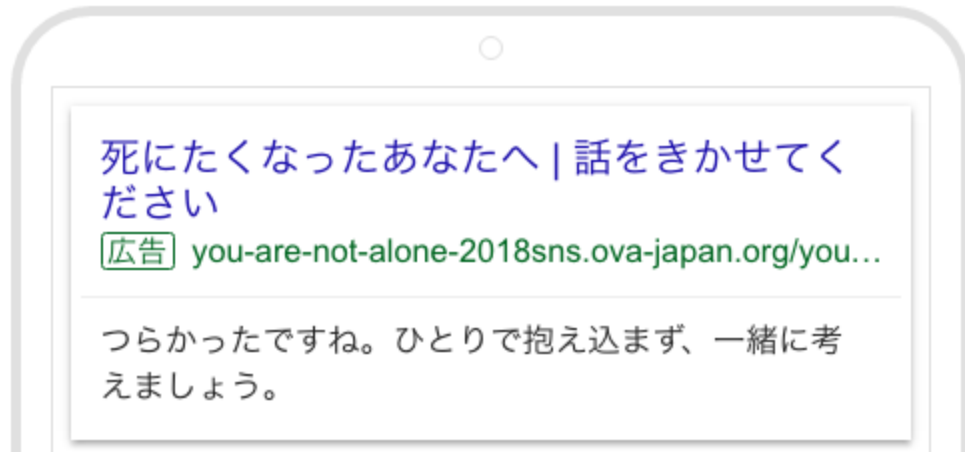 死にたくなったあなたへ | 話をきかせてく
ださい
広告 you-are-not-alone-2018sns.ova-japan.org/you…
つらかったですね。ひとりで抱え込まず、一緒に考
えましょう。